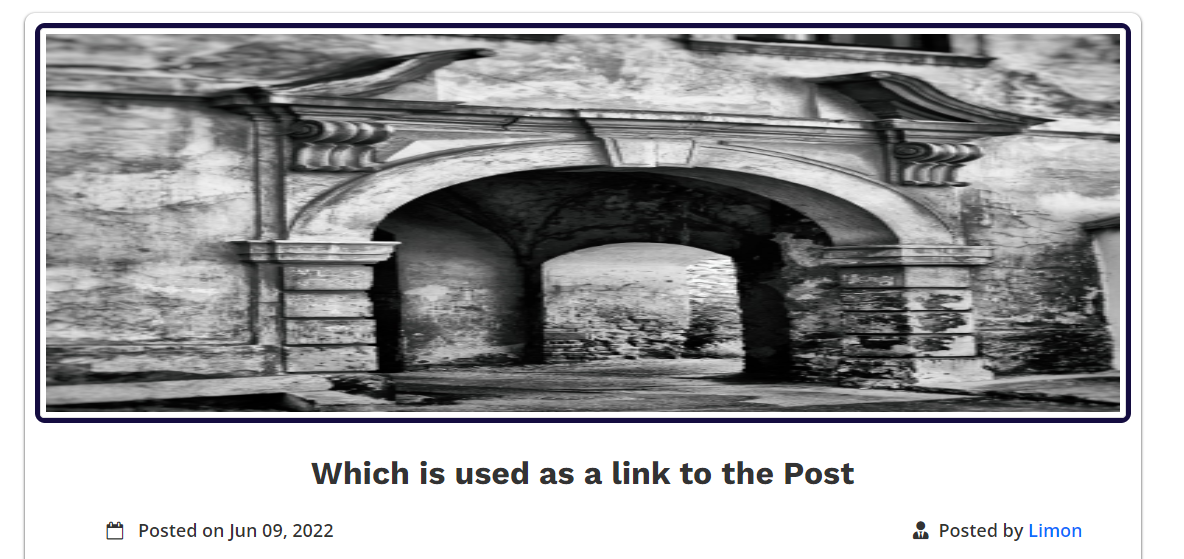 Which is used as a link to the Post
Posted on Jun 09, 2022
Posted by Limon